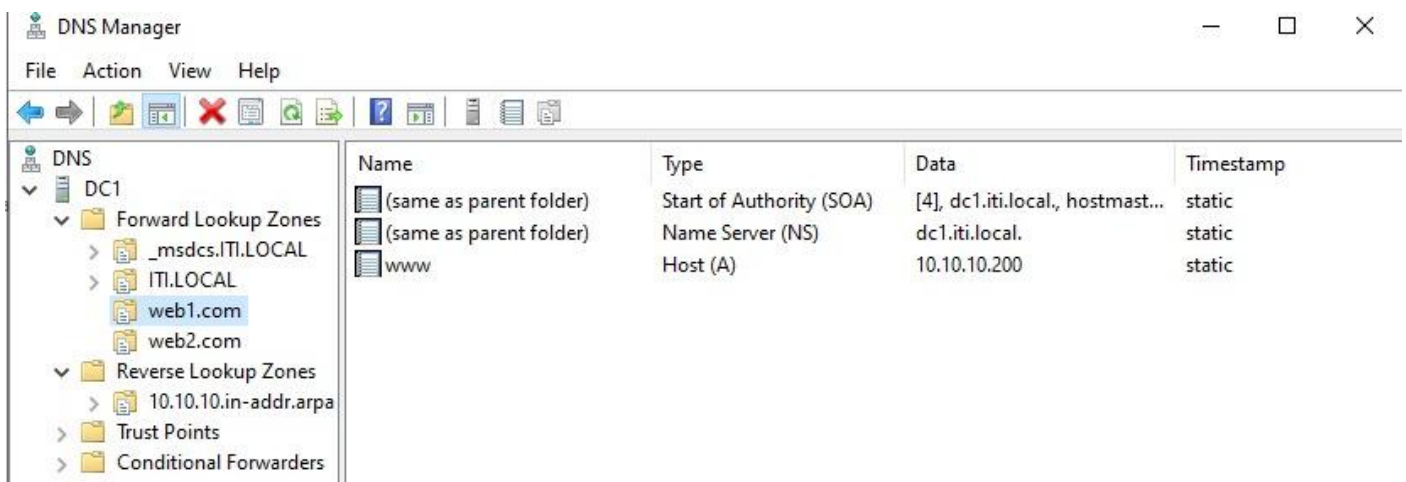 DNS Manager
File Action View Help
DNS
DC1
Forward Lookup Zones
_msdcs.ITI.LOCAL
ITI.LOCAL
web1.com
web2.com
Reverse Lookup Zones
10.10.10.in-addr.arpa
Trust Points
Conditional Forwarders
Name Type Data Timestamp
(same as parent folder) Start of Authority (SOA) [4], dc1.iti.local., hostmast... static
(same as parent folder) Name Server (NS) dc1.iti.local. static
www Host (A) 10.10.10.200 static